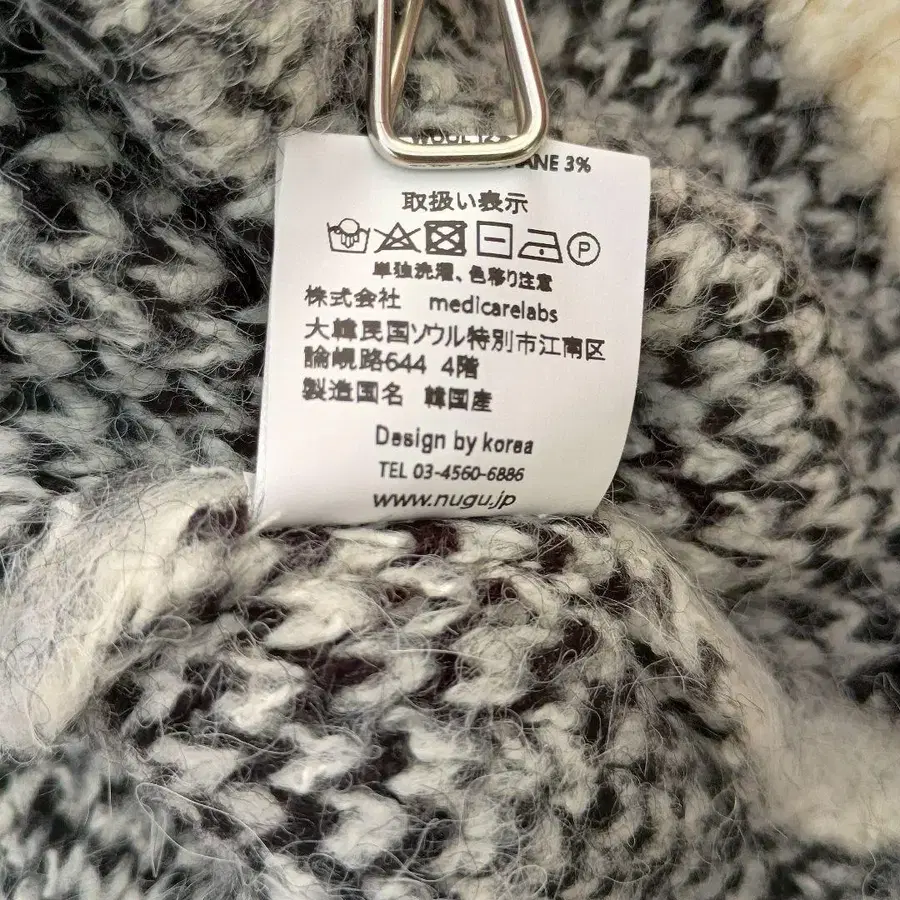 ANE 3%
取扱い表示
P
単独洗濯、色移り注意
株式会社 medicarelabs
大韓民国ソウル特別市江南区
論峴路644 4階
製造国名 韓国産
Design by korea
TEL 03-4560-6886
www.nugu.jp